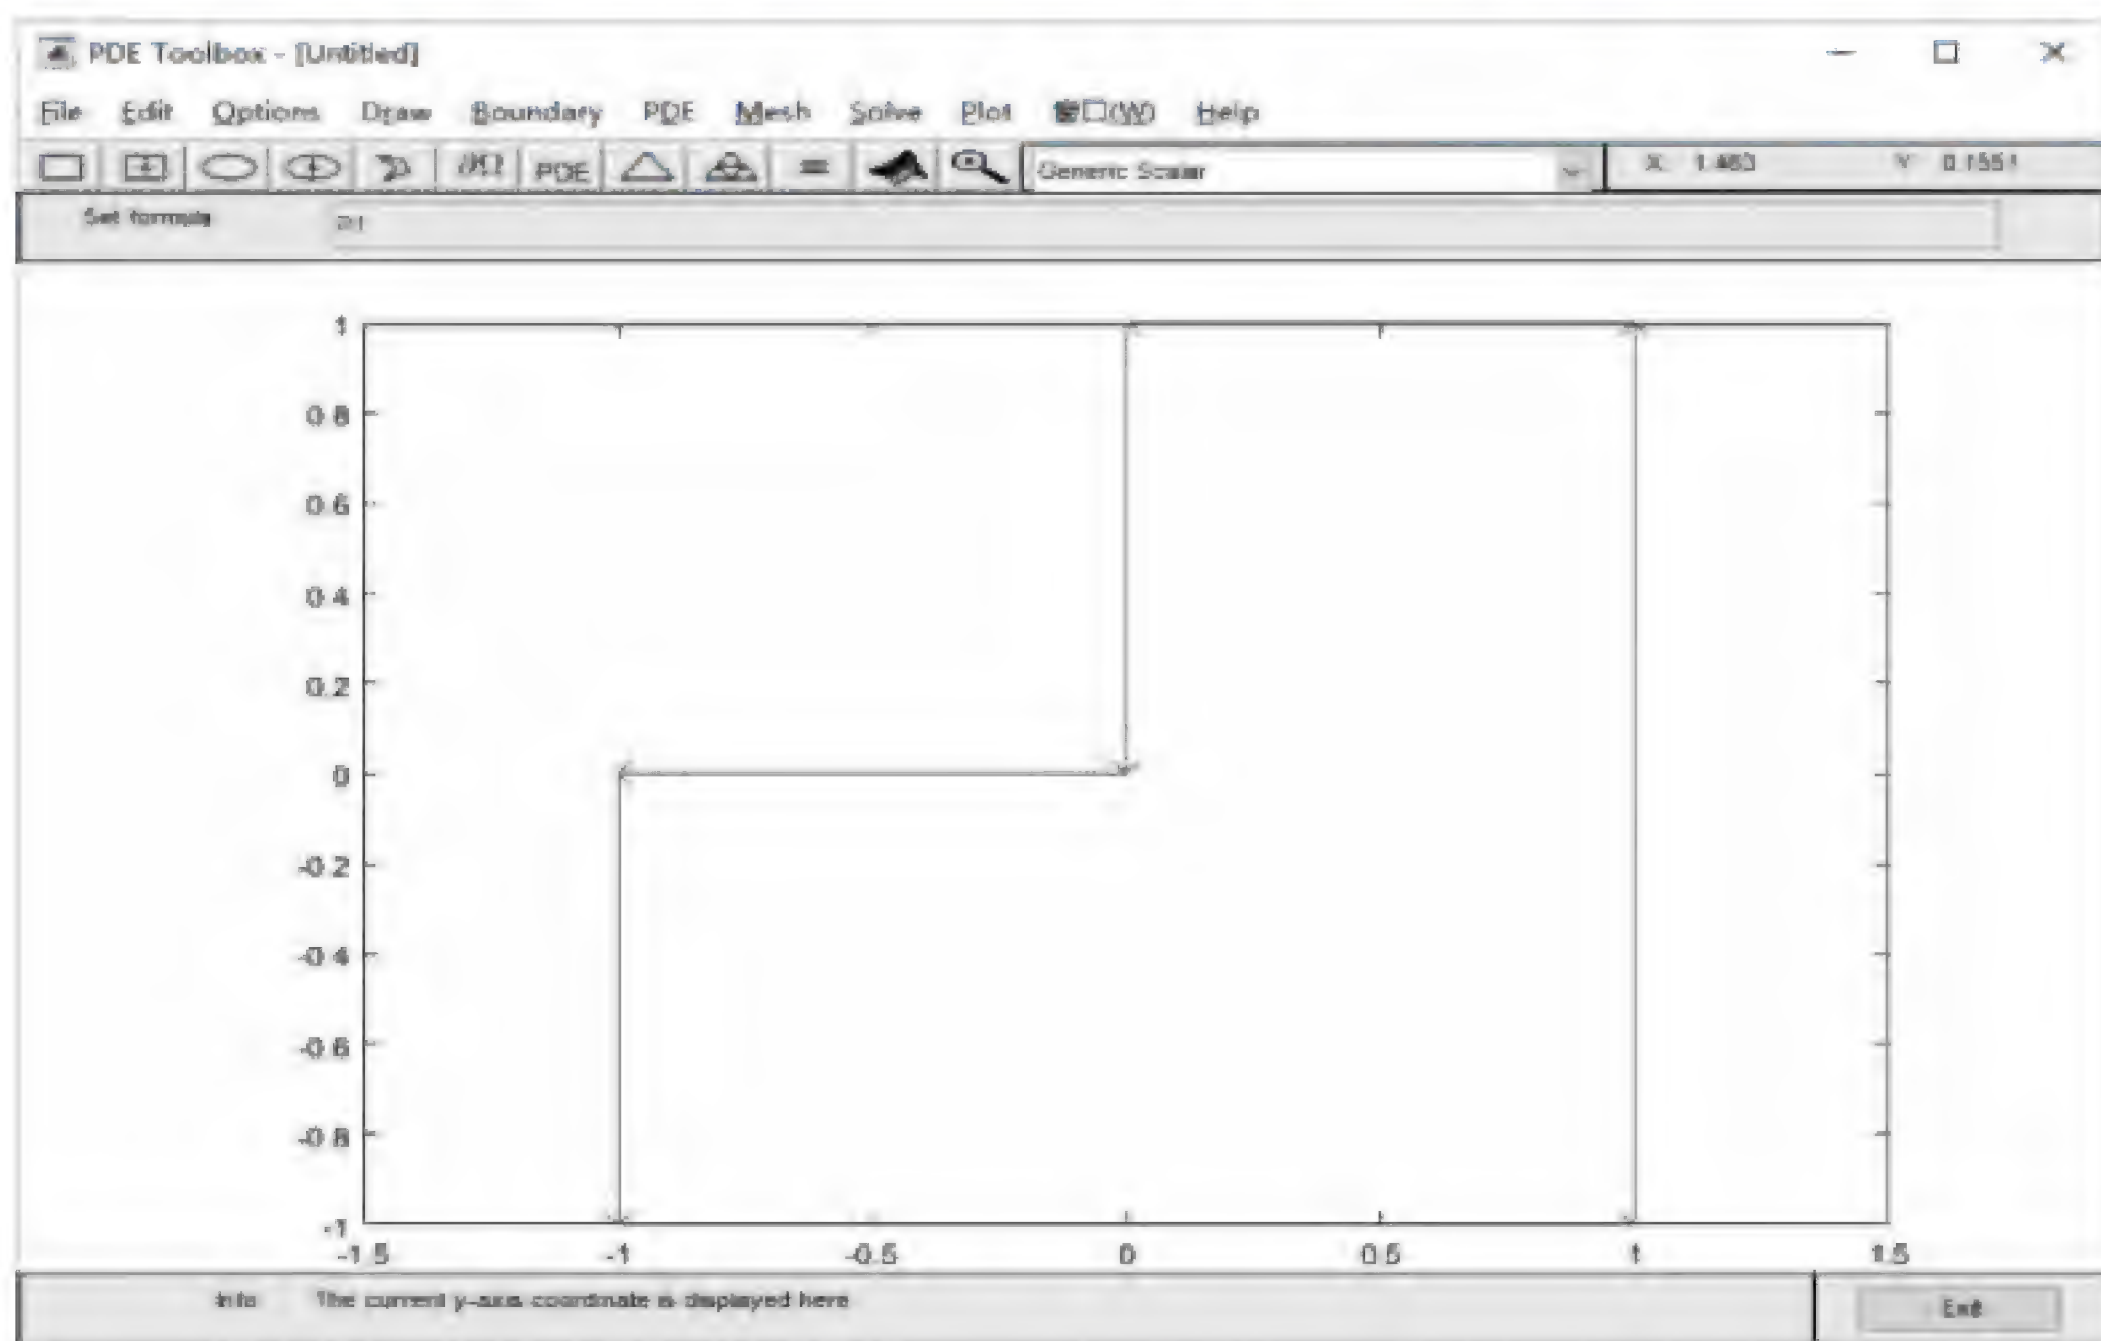 PDE Toolbox - [Untitled]
File Edit Options Draw Boundary PDE Mesh Solve Plot 窗口(W) Help
∂Ω PDE = Generic Scalar X: 1.463 Y: 0.1551
Set formula P1
1
0.8
0.6
0.4
0.2
0
-0.2
-0.4
-0.6
-0.8
-1
-1.5 -1 -0.5 0 0.5 1 1.5
Info The current y-axis coordinate is displayed here
Exit